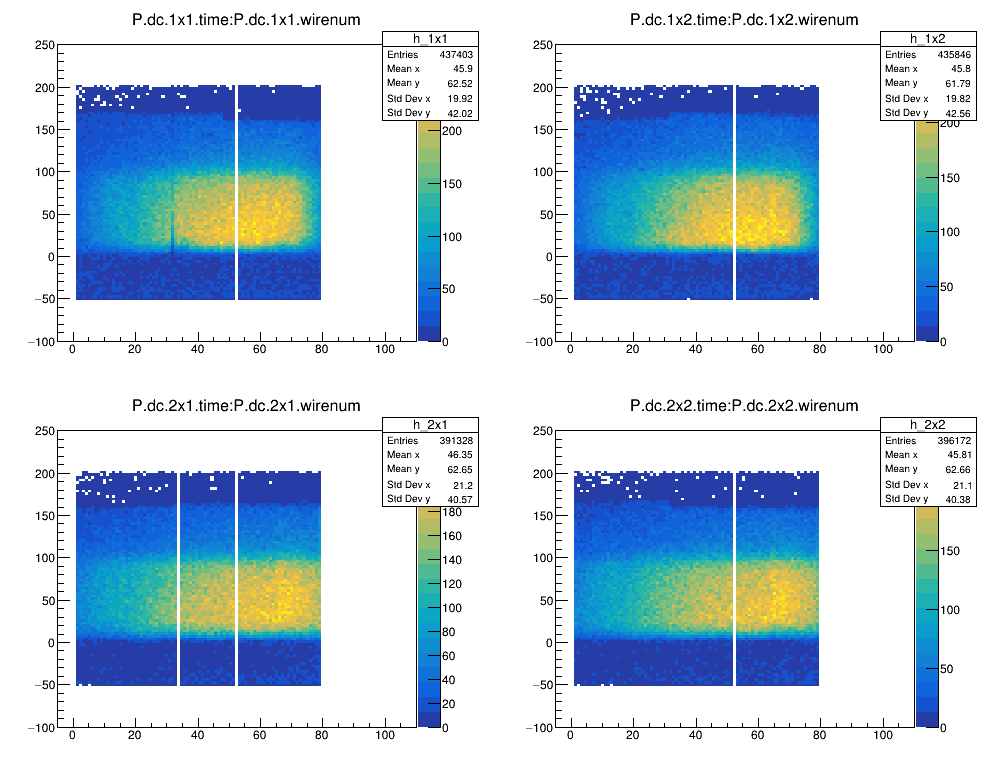 P.dc.1x1.time:P.dc.1x1.wirenum
h_1x1
Entries 437403
Mean x 45.9
Mean y 62.52
Std Dev x 19.92
Std Dev y 42.02
250
200
150
100
50
0
−50
−100
0 20 40 60 80 100
200
150
100
50
0
P.dc.1x2.time:P.dc.1x2.wirenum
h_1x2
Entries 435846
Mean x 45.8
Mean y 61.79
Std Dev x 19.82
Std Dev y 42.56
250
200
150
100
50
0
−50
−100
0 20 40 60 80 100
200
150
100
50
0
P.dc.2x1.time:P.dc.2x1.wirenum
h_2x1
Entries 391328
Mean x 46.35
Mean y 62.65
Std Dev x 21.2
Std Dev y 40.57
250
200
150
100
50
0
−50
−100
0 20 40 60 80 100
180
160
140
120
100
80
60
40
20
0
P.dc.2x2.time:P.dc.2x2.wirenum
h_2x2
Entries 396172
Mean x 45.81
Mean y 62.66
Std Dev x 21.1
Std Dev y 40.38
250
200
150
100
50
0
−50
−100
0 20 40 60 80 100
150
100
50
0